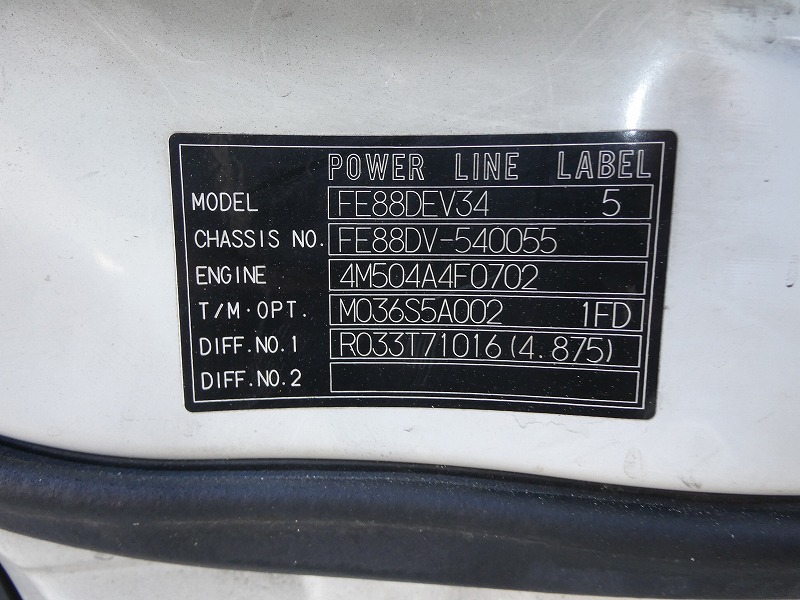 POWER LINE LABEL
MODEL FE88DEV34 5
CHASSIS NO. FE88DV-540055
ENGINE 4M504A4F0702
T/M·OPT. M036S5A002 1FD
DIFF.NO.1 R033T71016(4.875)
DIFF.NO.2